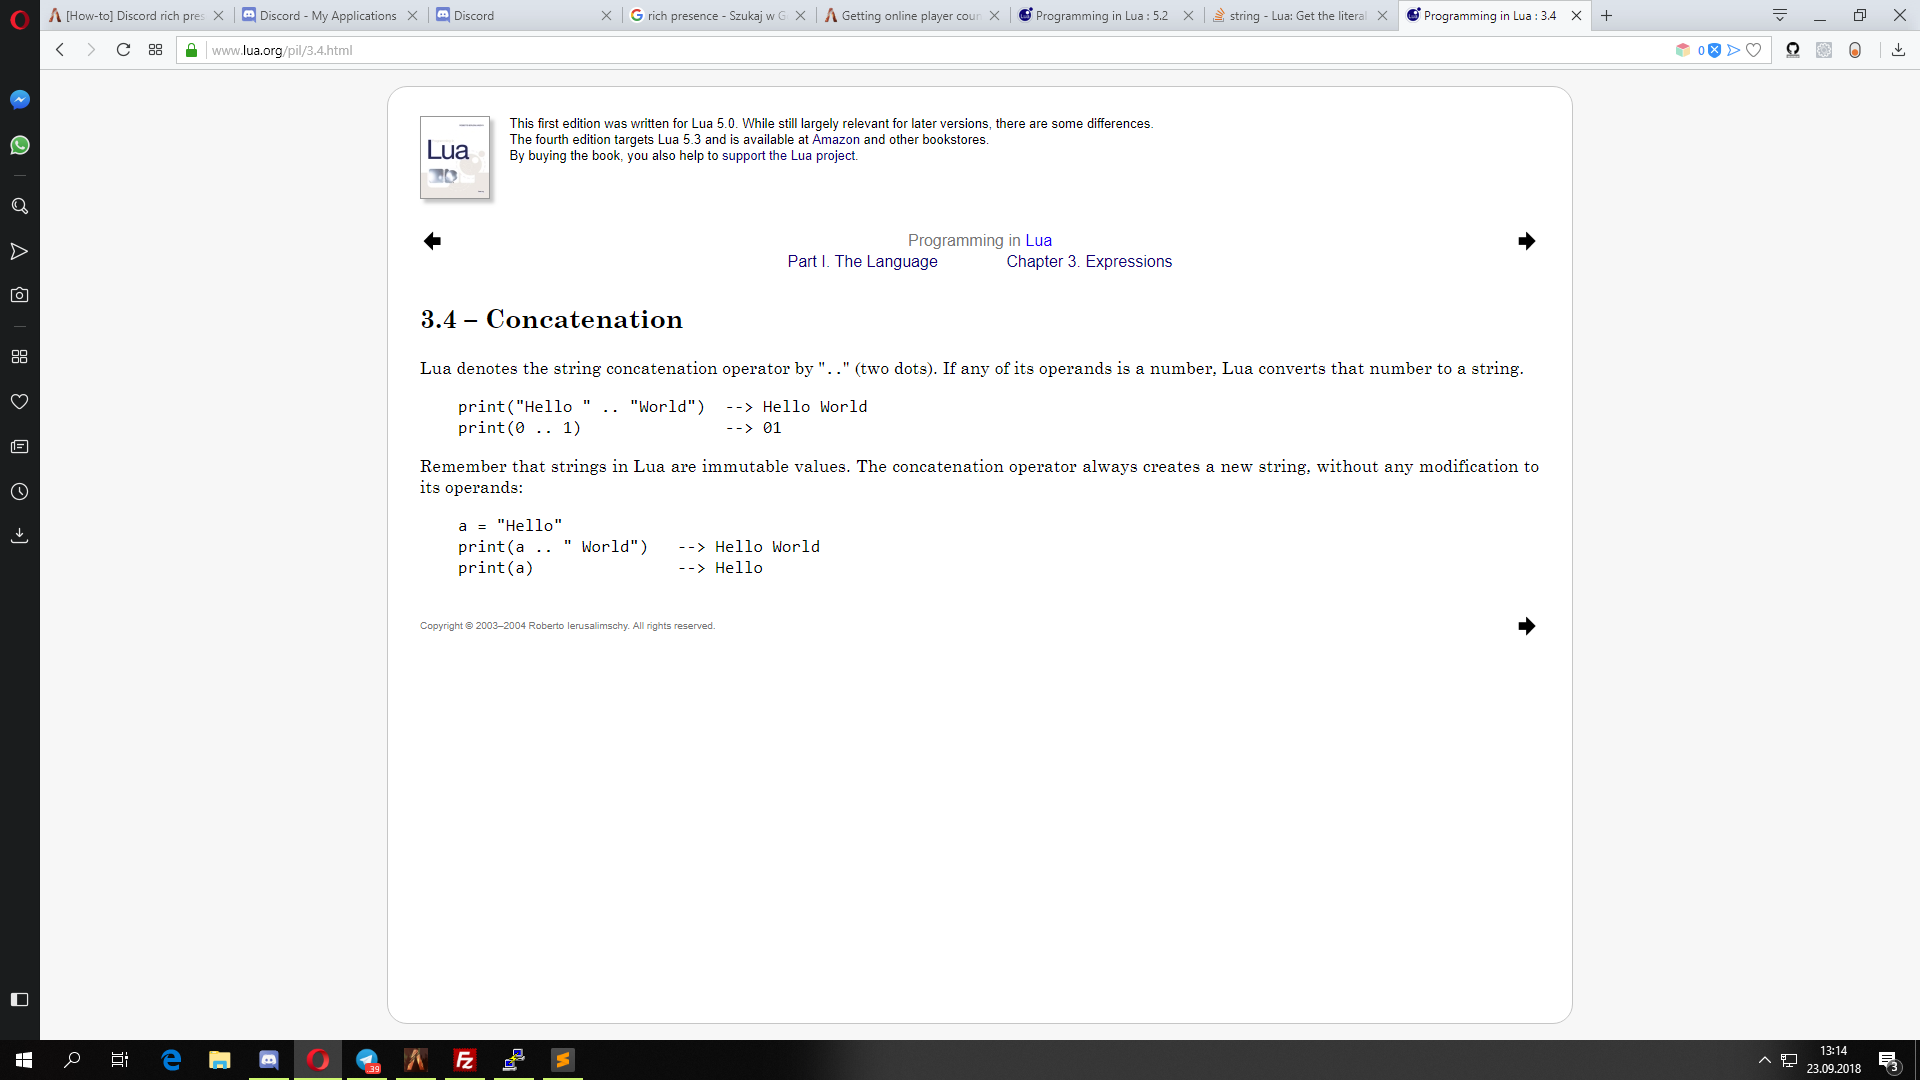 [How-to] Discord rich pres
Discord - My Applications
Discord
rich presence - Szukaj w G
Getting online player coun
Programming in Lua : 5.2
string - Lua: Get the literal
Programming in Lua : 3.4
www.lua.org/pil/3.4.html
0
Lua
This first edition was written for Lua 5.0. While still largely relevant for later versions, there are some differences.
The fourth edition targets Lua 5.3 and is available at Amazon and other bookstores.
By buying the book, you also help to support the Lua project.
Programming in Lua
Part I. The Language Chapter 3. Expressions
3.4 – Concatenation
Lua denotes the string concatenation operator by ".." (two dots). If any of its operands is a number, Lua converts that number to a string.
print("Hello " .. "World") --> Hello World
print(0 .. 1) --> 01
Remember that strings in Lua are immutable values. The concatenation operator always creates a new string, without any modification to
its operands:
a = "Hello"
print(a .. " World") --> Hello World
print(a) --> Hello
Copyright © 2003–2004 Roberto Ierusalimschy. All rights reserved.
39
Fz
13:14
23.09.2018
3